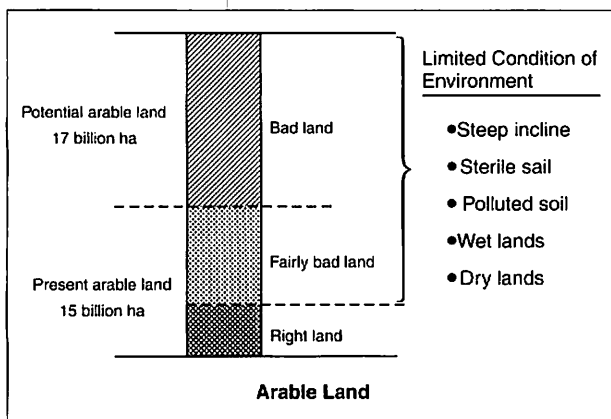 Potential arable land
17 billion ha
Bad land
Present arable land
15 billion ha
Fairly bad land
Right land
Limited Condition of
Environment
●Steep incline
●Sterile sail
●Polluted soil
●Wet lands
●Dry lands
Arable Land